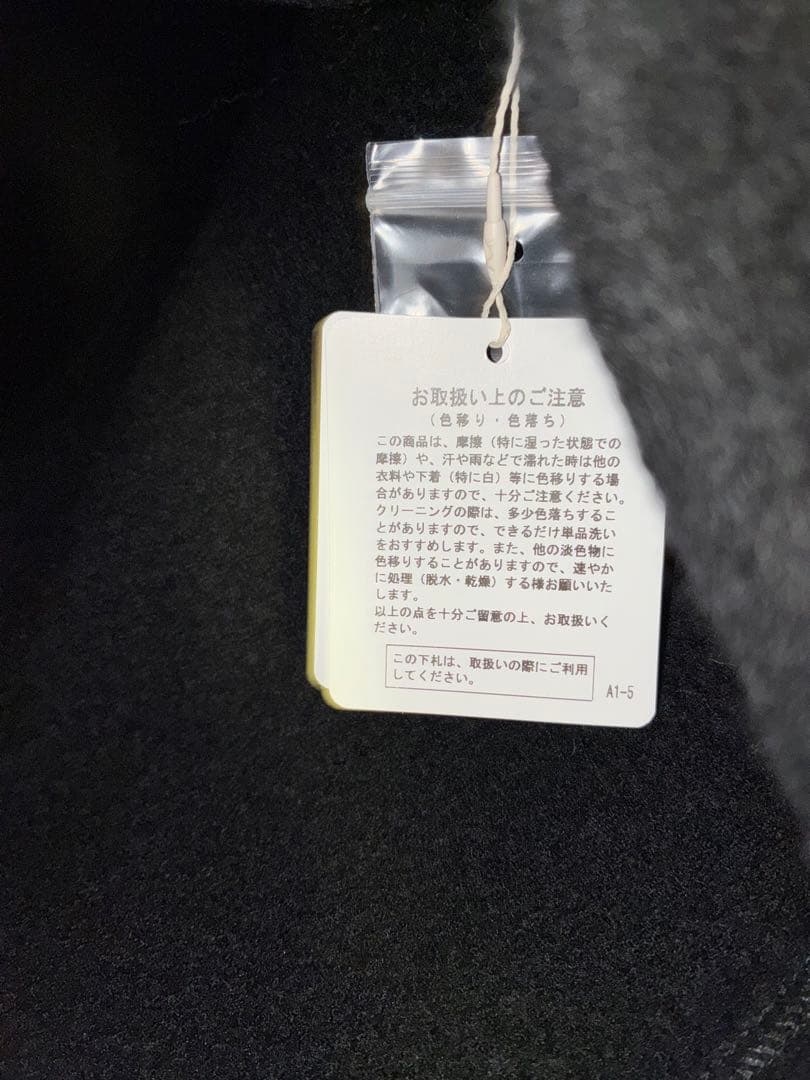 お取扱い上のご注意
(色移り・色落ち)
この商品は、摩擦（特に湿った状態での
摩擦）や、汗や雨などで濡れた時は他の
衣料や下着（特に白）等に色移りする場
合がありますので、十分ご注意ください。
クリーニングの際は、多少色落ちするこ
とがありますので、できるだけ単品洗い
をおすすめします。また、他の淡色物に
色移りすることがありますので、速やか
に処理（脱水・乾燥）する様お願いいた
します。
以上の点を十分ご留意の上、お取扱いく
ださい。
この下札は、取扱いの際にご利用
してください。
A1-5